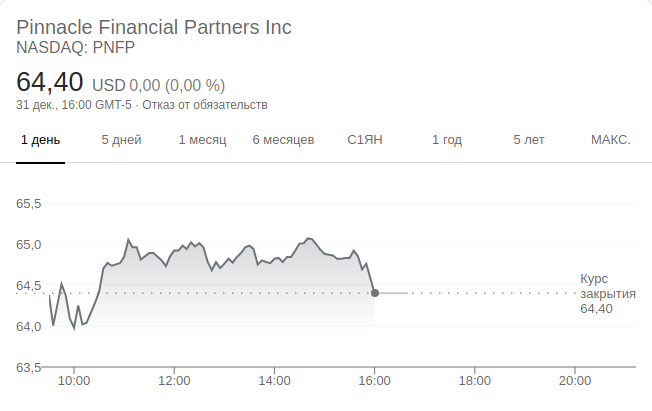 Pinnacle Financial Partners Inc
NASDAQ: PNFP
64,40 USD 0,00 (0,00 %)
31 дек., 16:00 GMT-5 · Отказ от обязательств
1 день 5 дней 1 месяц 6 месяцев С1ЯН 1 год 5 лет МАКС.
65,5
65,0
64,5
64,0
63,5
Курс
закрытия
64,40
10:00 12:00 14:00 16:00 18:00 20:00